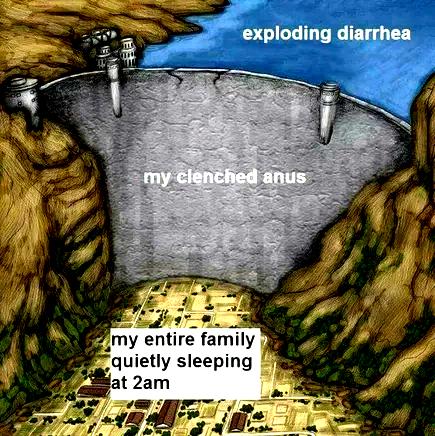 exploding diarrhea
my clenched anus
my entire family
quietly sleeping
at 2am